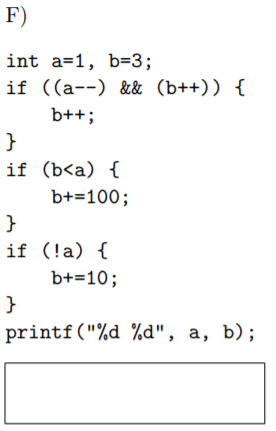 F)
int a=1, b=3;
if ((a--) && (b++)) {
    b++;
}
if (b<a) {
    b+=100;
}
if (!a) {
    b+=10;
}
printf("%d %d", a, b);